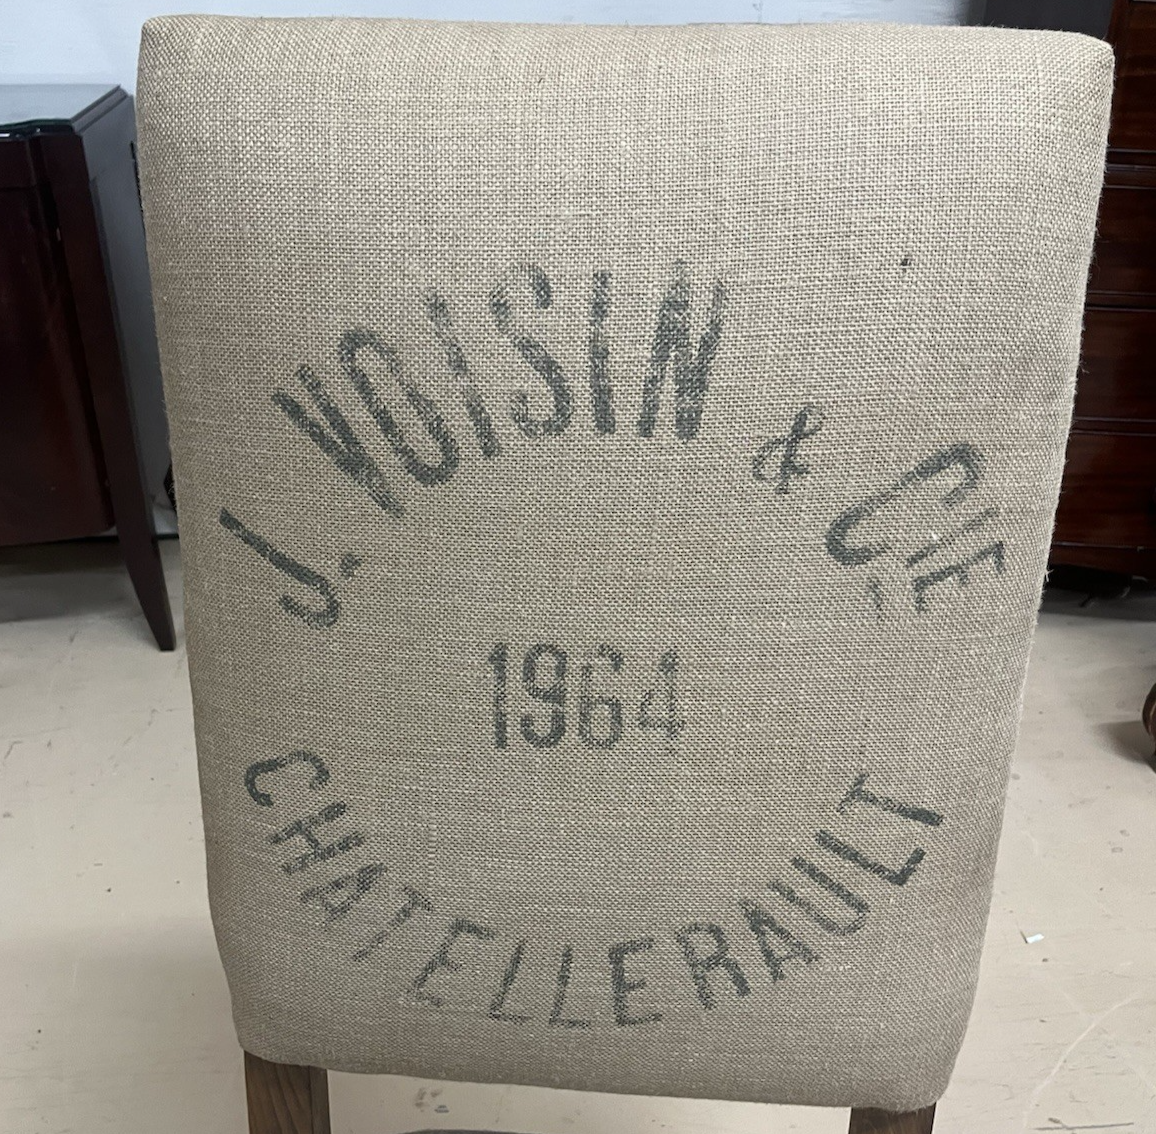 J. VOISIN & CIE
1964
CHATELLERAULT